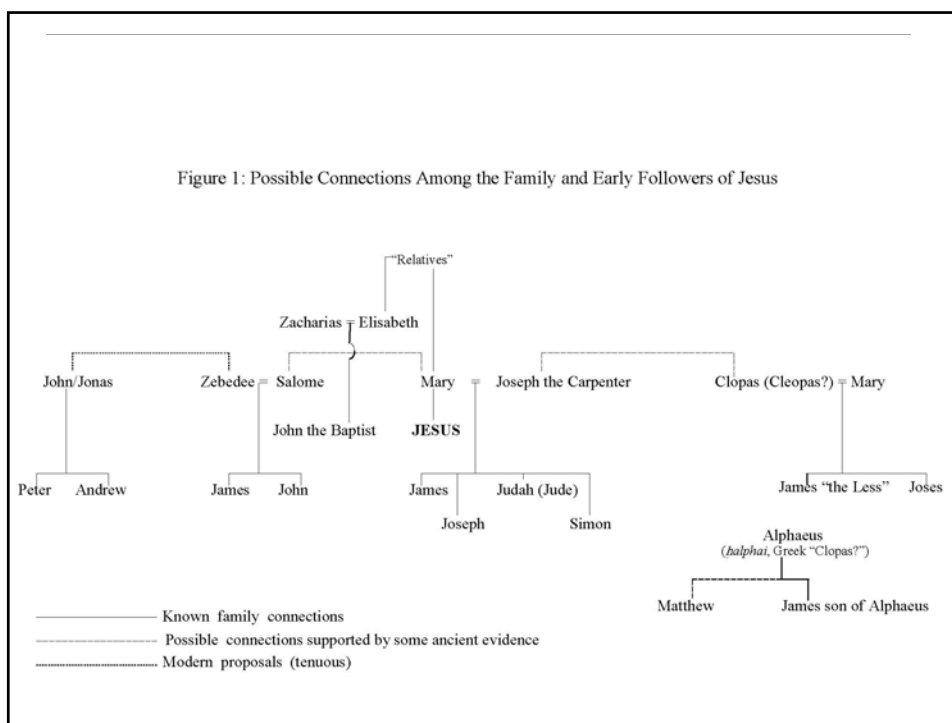 Figure 1: Possible Connections Among the Family and Early Followers of Jesus
“Relatives”
Zacharias = Elisabeth
John/Jonas Zebedee = Salome Mary = Joseph the Carpenter Clopas (Cleopas?) = Mary
John the Baptist JESUS
Peter Andrew James John James Judah (Jude) James “the Less” Joses
Joseph Simon
Alphaeus
(ḥalphai, Greek “Clopas?”)
Matthew James son of Alphaeus
Known family connections
Possible connections supported by some ancient evidence
Modern proposals (tenuous)